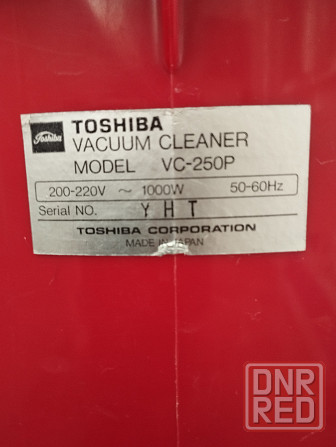 Toshiba
TOSHIBA
VACUUM CLEANER
MODEL VC-250P
200-220V ~ 1000W 50-60Hz
Serial NO. Y H T
TOSHIBA CORPORATION
MADE IN JAPAN
DNR
RED